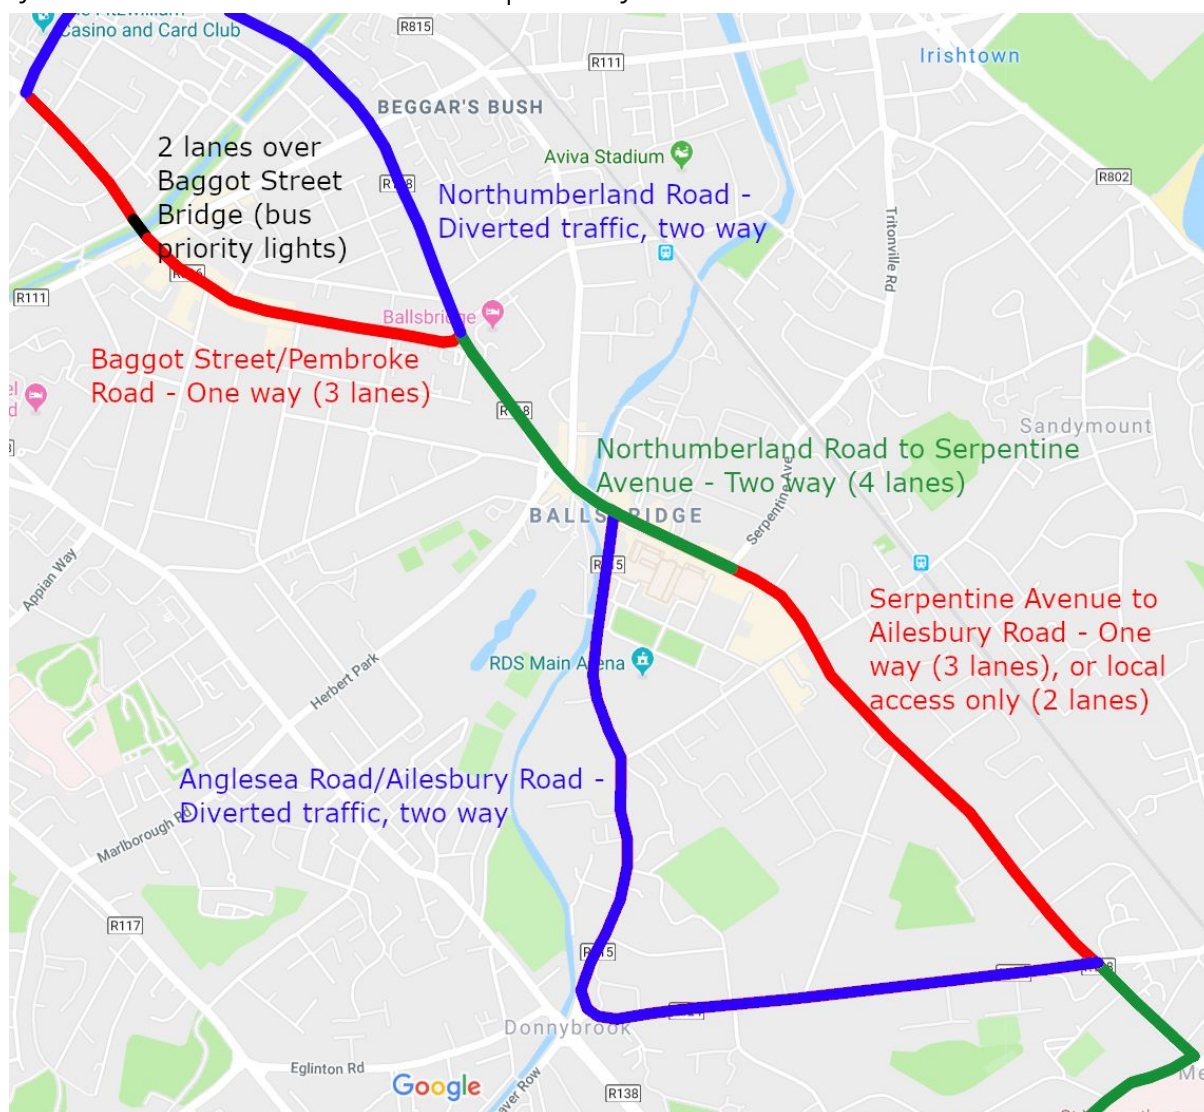 Casino and Card Club
R815
R111
Irishtown
BEGGAR'S BUSH
2 lanes over
Baggot Street
Bridge (bus
priority lights)
Aviva Stadium
R802
Northumberland Road -
Diverted traffic, two way
Tritonville Rd
R111
Ballsbridge
Baggot Street/Pembroke
Road - One way (3 lanes)
Sandymount
Northumberland Road to Serpentine
Avenue - Two way (4 lanes)
BALLSBRIDGE
Serpentine Ave
Appian Way
Serpentine Avenue to
Ailesbury Road - One
way (3 lanes), or local
access only (2 lanes)
RDS Main Arena
Herbert Park
Anglesea Road/Ailesbury Road -
Diverted traffic, two way
Marlborough Rd
R117
Donnybrook
Eglinton Rd
Google
R138
Me